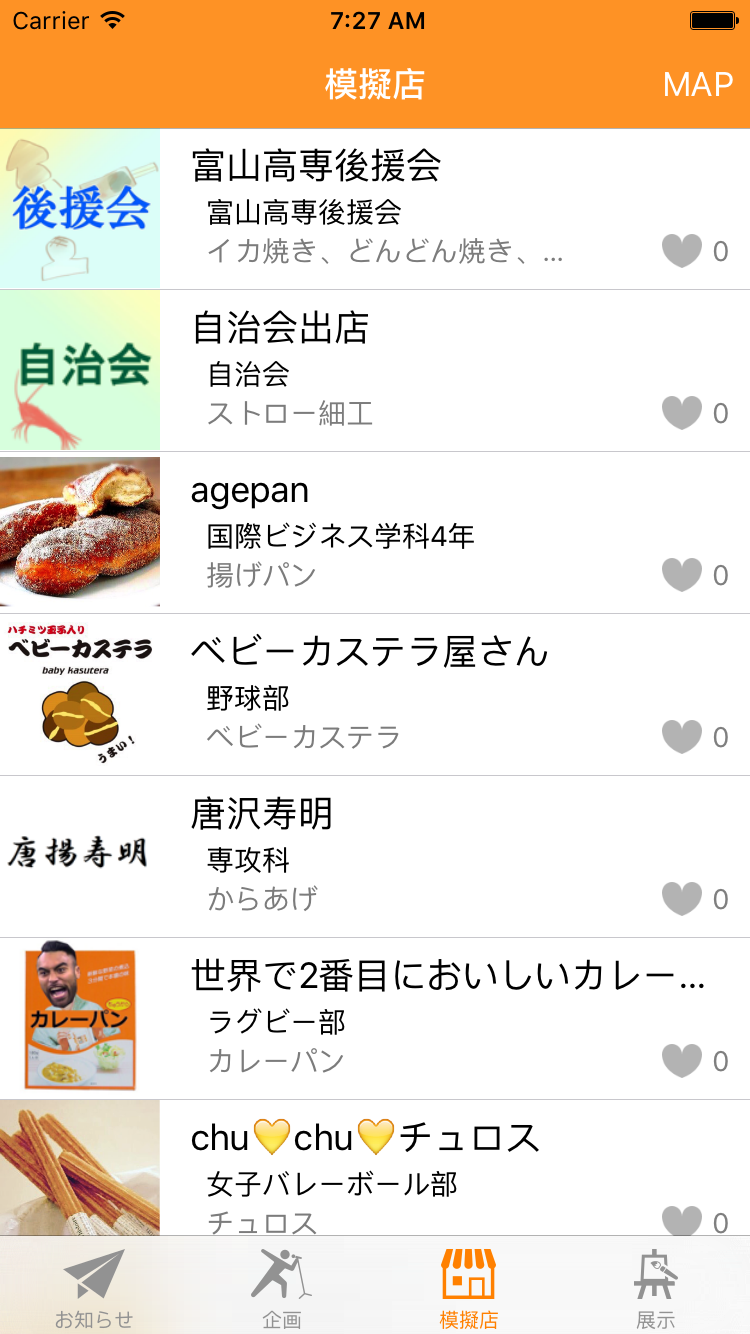 Carrier 7:27 AM
模擬店 MAP
後援会
富山高専後援会
富山高専後援会
イカ焼き、どんどん焼き、...
0
自治会
自治会出店
自治会
ストロー細工
0
agepan
国際ビジネス学科4年
揚げパン
0
ハチミツ玉子入り
ベビーカステラ
baby kasutera
うまい!
ベビーカステラ屋さん
野球部
ベビーカステラ
0
唐揚寿明
唐沢寿明
専攻科
からあげ
0
カレーパン
世界で2番目においしいカレー...
ラグビー部
カレーパン
0
chu💛chu💛チュロス
女子バレーボール部
チュロス
0
お知らせ 企画 模擬店 展示